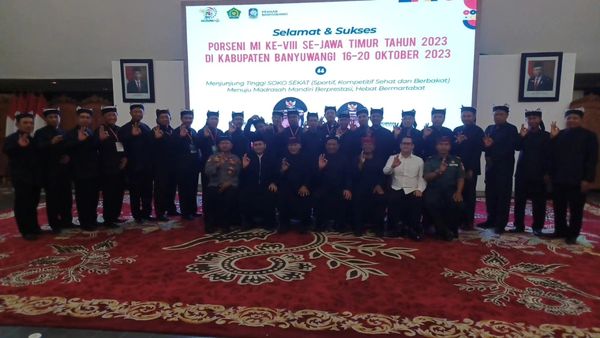 Selamat & Sukses
PORSENI MI KE-VIII SE-JAWA TIMUR TAHUN 2023
DI KABUPATEN BANYUWANGI 16-20 OKTOBER 2023
Menjunjung Tinggi SOKO SEKAT (Sportif, Kompetitif Sehat dan Berbakat)
Menuju Madrasah Mandiri Berprestasi, Hebat Bermartabat